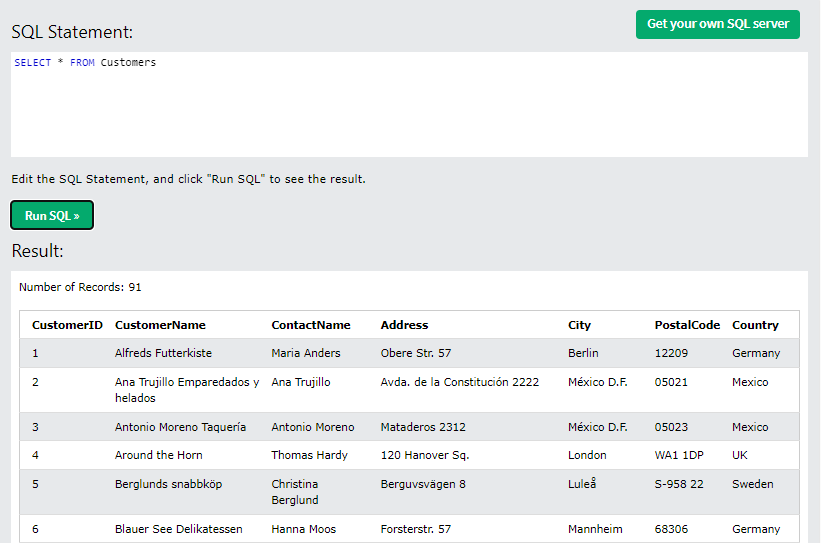 SQL Statement:
Get your own SQL server
SELECT * FROM Customers
Edit the SQL Statement, and click "Run SQL" to see the result.
Run SQL »
Result:
Number of Records: 91
CustomerID CustomerName ContactName Address City PostalCode Country
1 Alfreds Futterkiste Maria Anders Obere Str. 57 Berlin 12209 Germany
2 Ana Trujillo Emparedados y helados Ana Trujillo Avda. de la Constitución 2222 México D.F. 05021 Mexico
3 Antonio Moreno Taquería Antonio Moreno Mataderos 2312 México D.F. 05023 Mexico
4 Around the Horn Thomas Hardy 120 Hanover Sq. London WA1 1DP UK
5 Berglunds snabbköp Christina Berglund Berguvsvägen 8 Luleå S-958 22 Sweden
6 Blauer See Delikatessen Hanna Moos Forsterstr. 57 Mannheim 68306 Germany